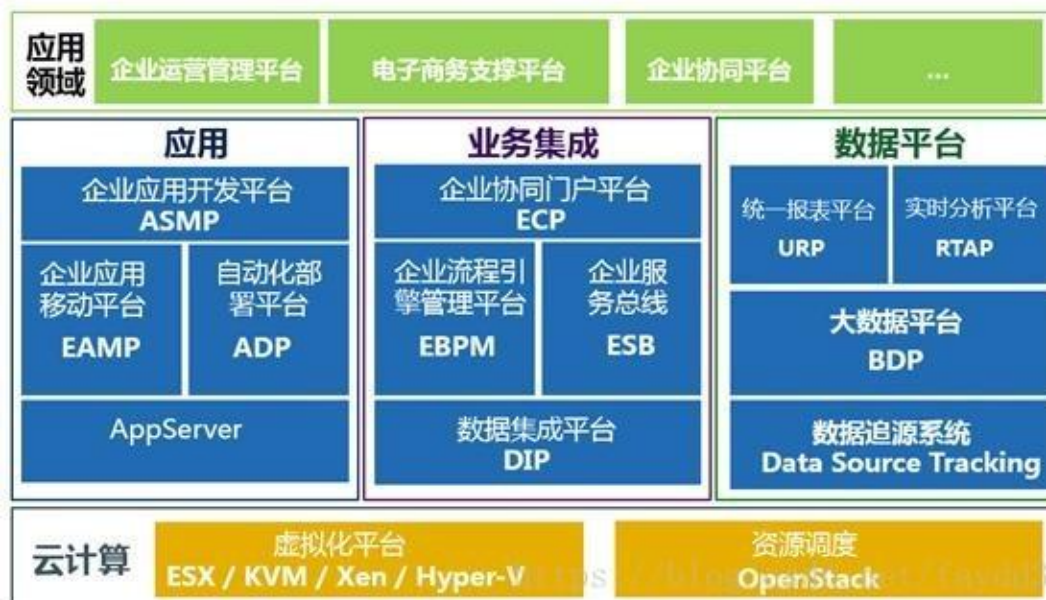 应用
领域
企业运营管理平台
电子商务支撑平台
企业协同平台
...
应用
企业应用开发平台
ASMP
企业应用
移动平台
EAMP
自动化部
署平台
ADP
AppServer
业务集成
企业协同门户平台
ECP
企业流程引
擎管理平台
EBPM
企业服
务总线
ESB
数据集成平台
DIP
数据平台
统一报表平台
URP
实时分析平台
RTAP
大数据平台
BDP
数据追源系统
Data Source Tracking
云计算
虚拟化平台
ESX / KVM / Xen / Hyper-V
资源调度
OpenStack